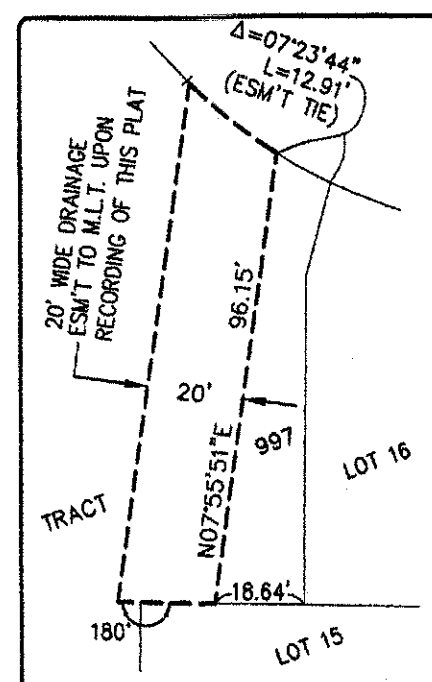 Δ=07°23'44"
L=12.91'
(ESM'T TIE)
20' WIDE DRAINAGE
ESM'T TO M.L.T. UPON
RECORDING OF THIS PLAT
96.15'
20'
N07°55'51"E
997
LOT 16
TRACT
18.64'
180°
LOT 15